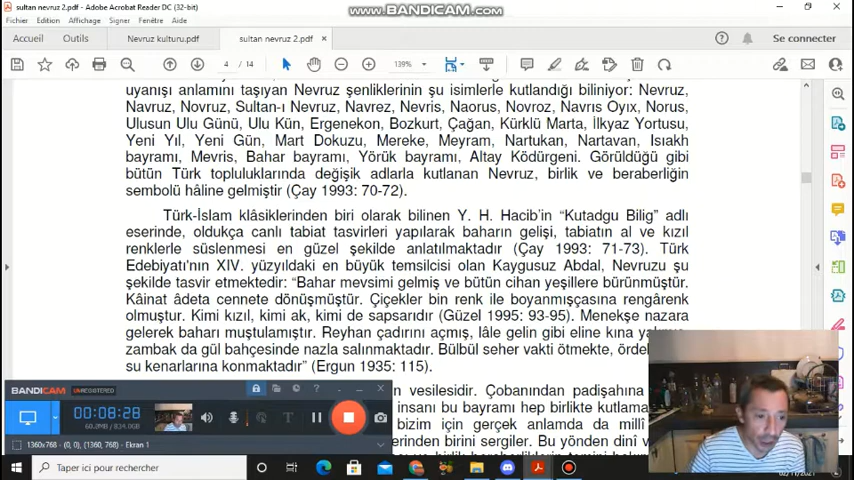 sultan nevruz 2.pdf - Adobe Acrobat Reader DC (32-bit)
www.BANDICAM.com
Dosya Düzenle Affichage Signer Fenêtre Aide
Accueil Outils Nevruz kulturu.pdf sultan nevruz 2.pdf × Se connecter
4 / 14 139%
uyanışı anlamını taşıyan Nevruz şenliklerinin şu isimlerle kutlandığı biliniyor: Nevruz,
Navruz, Novruz, Sultan-ı Nevruz, Navrez, Nevris, Naorus, Novroz, Navrıs Oyıx, Norus,
Ulusun Ulu Günü, Ulu Kün, Ergenekon, Bozkurt, Çağan, Kürklü Marta, İlkyaz Yortusu,
Yeni Yıl, Yeni Gün, Mart Dokuzu, Mereke, Meyram, Nartukan, Nartavan, Isıakh
bayramı, Mevris, Bahar bayramı, Yörük bayramı, Altay Ködürgeni. Görüldüğü gibi
bütün Türk topluluklarında değişik adlarla kutlanan Nevruz, birlik ve beraberliğin
sembolü hâline gelmiştir (Çay 1993: 70-72).
Türk-İslam klâsiklerinden biri olarak bilinen Y. H. Hacib'in “Kutadgu Bilig” adlı
eserinde, oldukça canlı tabiat tasvirleri yapılarak baharın gelişi, tabiatın al ve kızıl
renklerle süslenmesi en güzel şekilde anlatılmaktadır (Çay 1993: 71-73). Türk
Edebiyatı'nın XIV. yüzyıldaki en büyük temsilcisi olan Kaygusuz Abdal, Nevruzu şu
şekilde tasvir etmektedir: “Bahar mevsimi gelmiş ve bütün cihan yeşillere bürünmüştür.
Kâinat âdeta cennete dönüşmüştür. Çiçekler bin renk ile boyanmışçasına rengârenk
olmuştur. Kimi kızıl, kimi ak, kimi de sapsarıdır (Güzel 1995: 93-95). Menekşe nazara
gelerek baharı muştulamıştır. Reyhan çadırını açmış, lâle gelin gibi eline kına
zambak da gül bahçesinde nazla salınmaktadır. Bülbül seher vakti ötmekte,
su kenarlarına konmaktadır” (Ergun 1935: 115).
vesilesidir. Çobanından padişahına
insanı bu bayramı hep birlikte
bizim için gerçek anlamda da
birini sergiler. Bu yönden dinî
BANDICAM UNREGISTERED
00:08:28
60.0MB / 834.0GB
1360x768 - (0, 0), (1360, 768) - Ekran 1
Taper ici pour rechercher